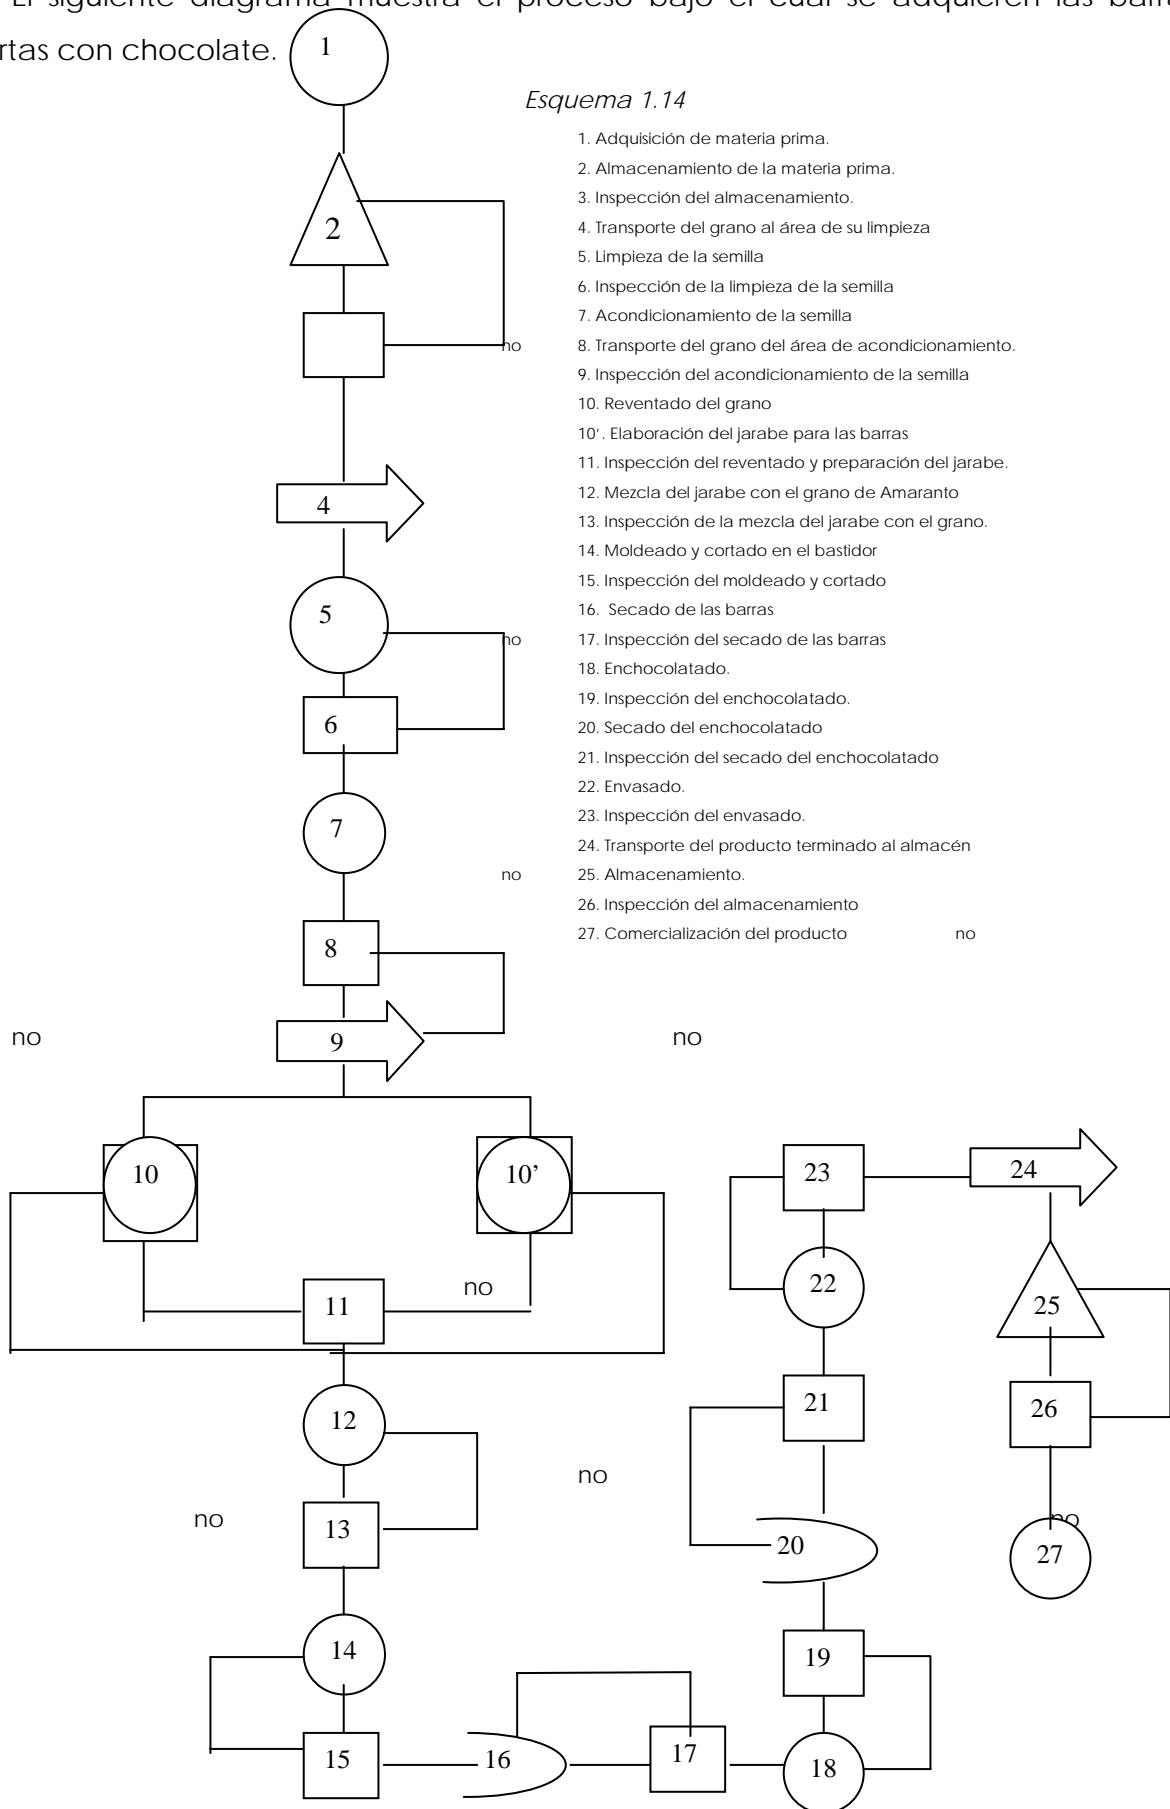 El siguiente diagrama muestra el proceso bajo el cual se adquieren las
con chocolate.
Esquema 1.14
1. Adquisición de materia prima.
2. Almacenamiento de la materia prima.
3. Inspección del almacenamiento.
4. Transporte del grano al área de su limpieza
5. Limpieza de la semilla
6. Inspección de la limpieza de la semilla
7. Acondicionamiento de la semilla
no 8. Transporte del grano del área de acondicionamiento.
9. Inspección del acondicionamiento de la semilla
10. Reventado del grano
10'. Elaboración del jarabe para las barras
11. Inspección del reventado y preparación del jarabe.
12. Mezcla del jarabe con el grano de Amaranto
13. Inspección de la mezcla del jarabe con el grano.
14. Moldeado y cortado en el bastidor
15. Inspección del moldeado y cortado
16. Secado de las barras
no 17. Inspección del secado de las barras
18. Enchocolatado.
19. Inspección del enchocolatado.
20. Secado del enchocolatado
21. Inspección del secado del enchocolatado
22. Envasado.
23. Inspección del envasado.
24. Transporte del producto terminado al almacén
no 25. Almacenamiento.
26. Inspección del almacenamiento
27. Comercialización del producto no
1
2
4
5
6
7
8
no
9
no
10
10’
11
no
12
13
no
no
14
15
16
17
18
19
20
21
22
23
24
25
26
no
27